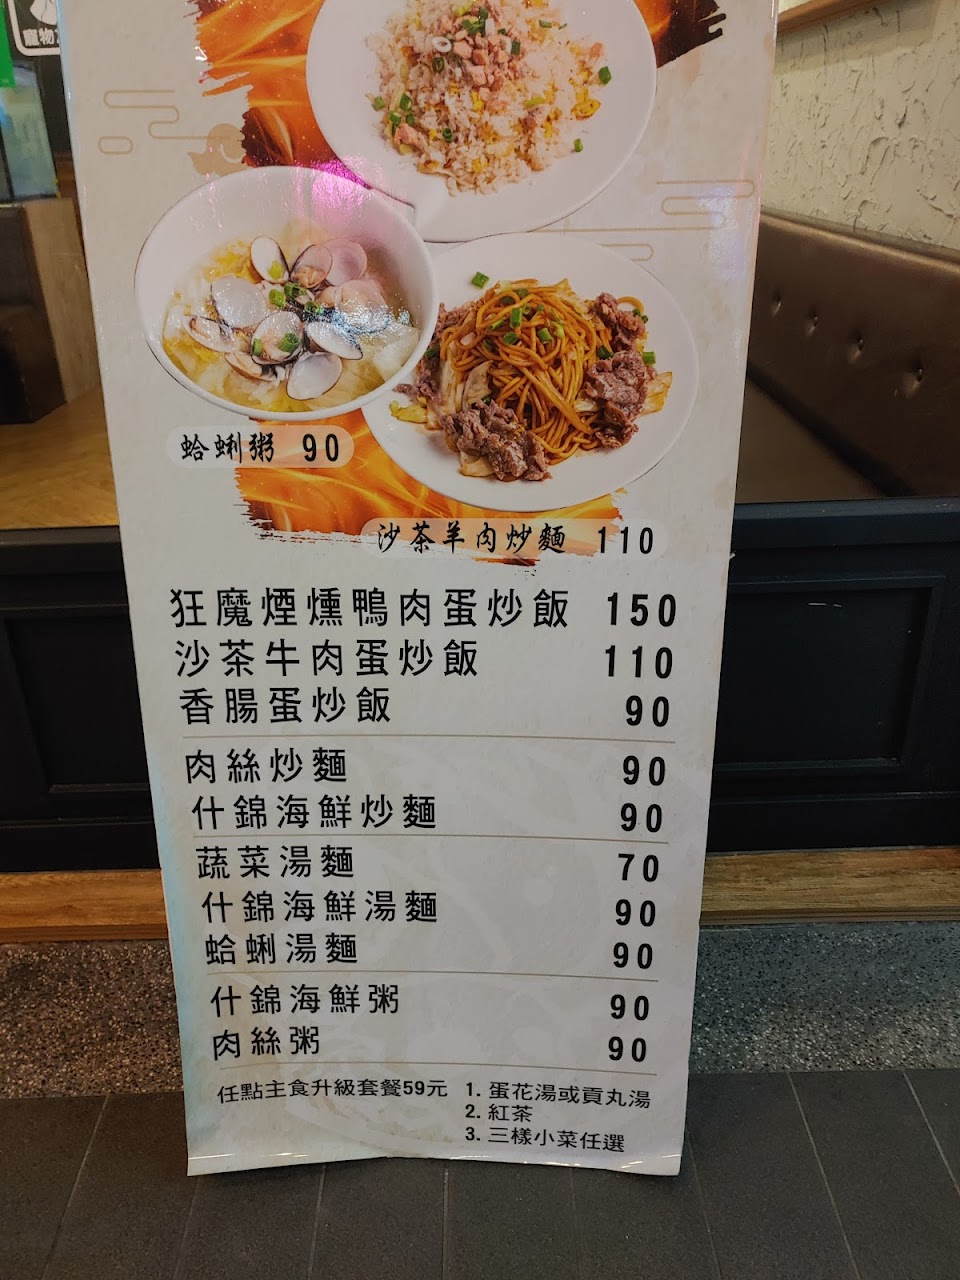 寵物
蛤蜊粥 90
沙茶羊肉炒麵 110
狂魔煙燻鴨肉蛋炒飯 150
沙茶牛肉蛋炒飯 110
香腸蛋炒飯 90
肉絲炒麵 90
什錦海鮮炒麵 90
蔬菜湯麵 70
什錦海鮮湯麵 90
蛤蜊湯麵 90
什錦海鮮粥 90
肉絲粥 90
任點主食升級套餐59元 1. 蛋花湯或貢丸湯
2. 紅茶
3. 三樣小菜任選